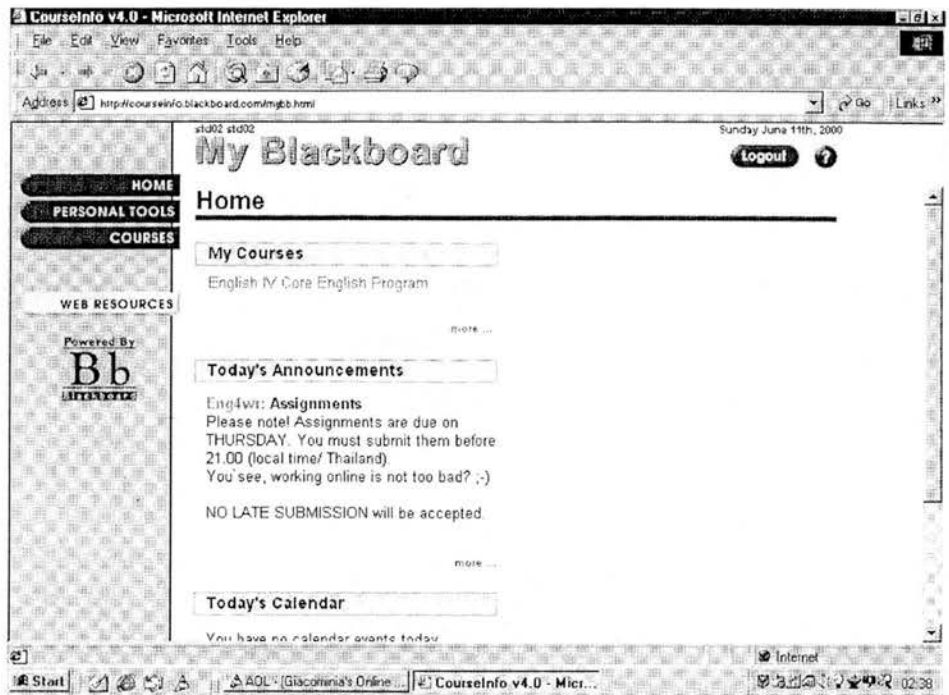 CourseInfo v4.0 - Microsoft Internet Explorer
File Edit View Favorites Tools Help
Address http://courseinfo.blackboard.com/mybb.html Go Links »
std02 std02
Sunday June 11th, 2000
My Blackboard
Logout ?
HOME
PERSONAL TOOLS
COURSES
WEB RESOURCES
Powered By
Bb
Blackboard
Home
My Courses
English IV Core English Program
more ...
Today's Announcements
Eng4wr: Assignments
Please note! Assignments are due on
THURSDAY. You must submit them before
21.00 (local time/ Thailand).
You`see, working online is not too bad? ;-)
NO LATE SUBMISSION will be accepted.
more ...
Today's Calendar
You have no calendar events today
Internet
Start AOL - [Giacominia's Online ... CourseInfo v4.0 - Micr... 02:38